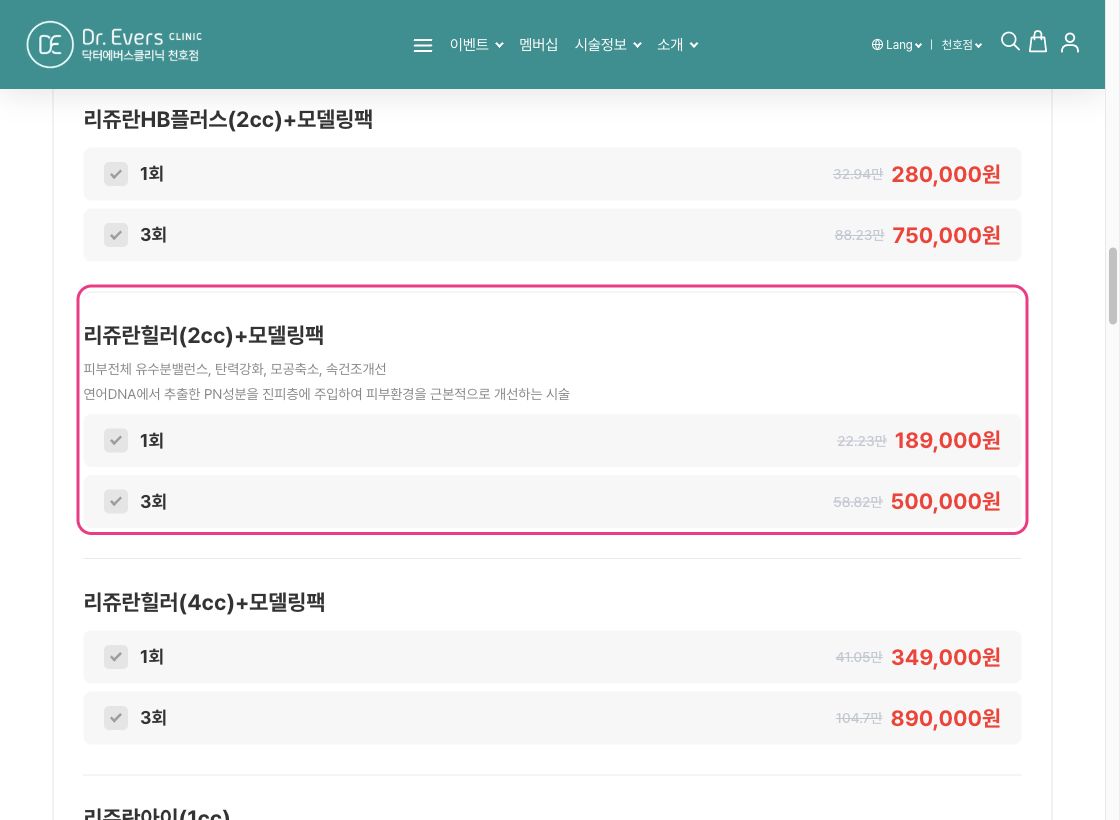 Dr. Evers CLINIC
닥터에버스클리닉 천호점
이벤트 멤버십 시술정보 소개
Lang | 천호점
리쥬란HB플러스(2cc)+모델링팩
1회 32.94만 280,000원
3회 88.23만 750,000원
리쥬란힐러(2cc)+모델링팩
피부전체 유수분밸런스, 탄력강화, 모공축소, 속건조개선
연어DNA에서 추출한 PN성분을 진피층에 주입하여 피부환경을 근본적으로 개선하는 시술
1회 22.23만 189,000원
3회 58.82만 500,000원
리쥬란힐러(4cc)+모델링팩
1회 41.05만 349,000원
3회 104.7만 890,000원
리쥬란아이(1cc)